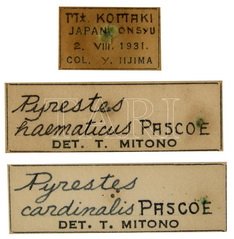 Mt. KOMAKI
JAPAN ONSYU
2. VIII. 1931.
COL. Y. IIJIMA
Pyrestes
haematicus PASCOE
DET. T. MITONO
Pyrestes
cardinalis PASCOE
DET. T. MITONO